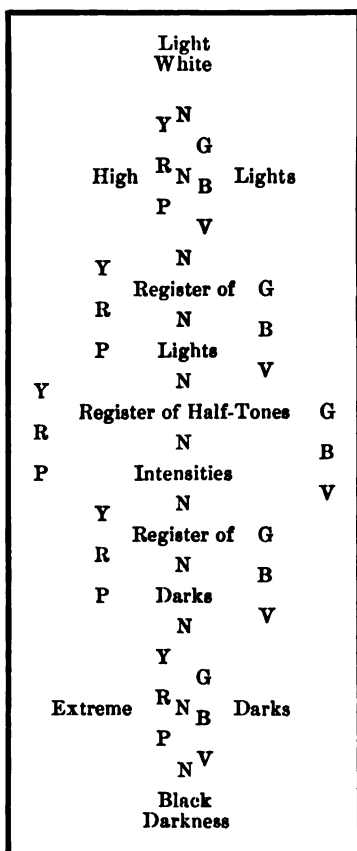 Light
White
Y N
G
High R N B Lights
P
V
N
Y
Register of G
R N B
P Lights
V
N
Y
Register of Half-Tones G
R N B
P Intensities
V
N
Y
Register of G
R N B
P Darks
V
N
Y
G
Extreme R N B Darks
P
V
N
Black
Darkness